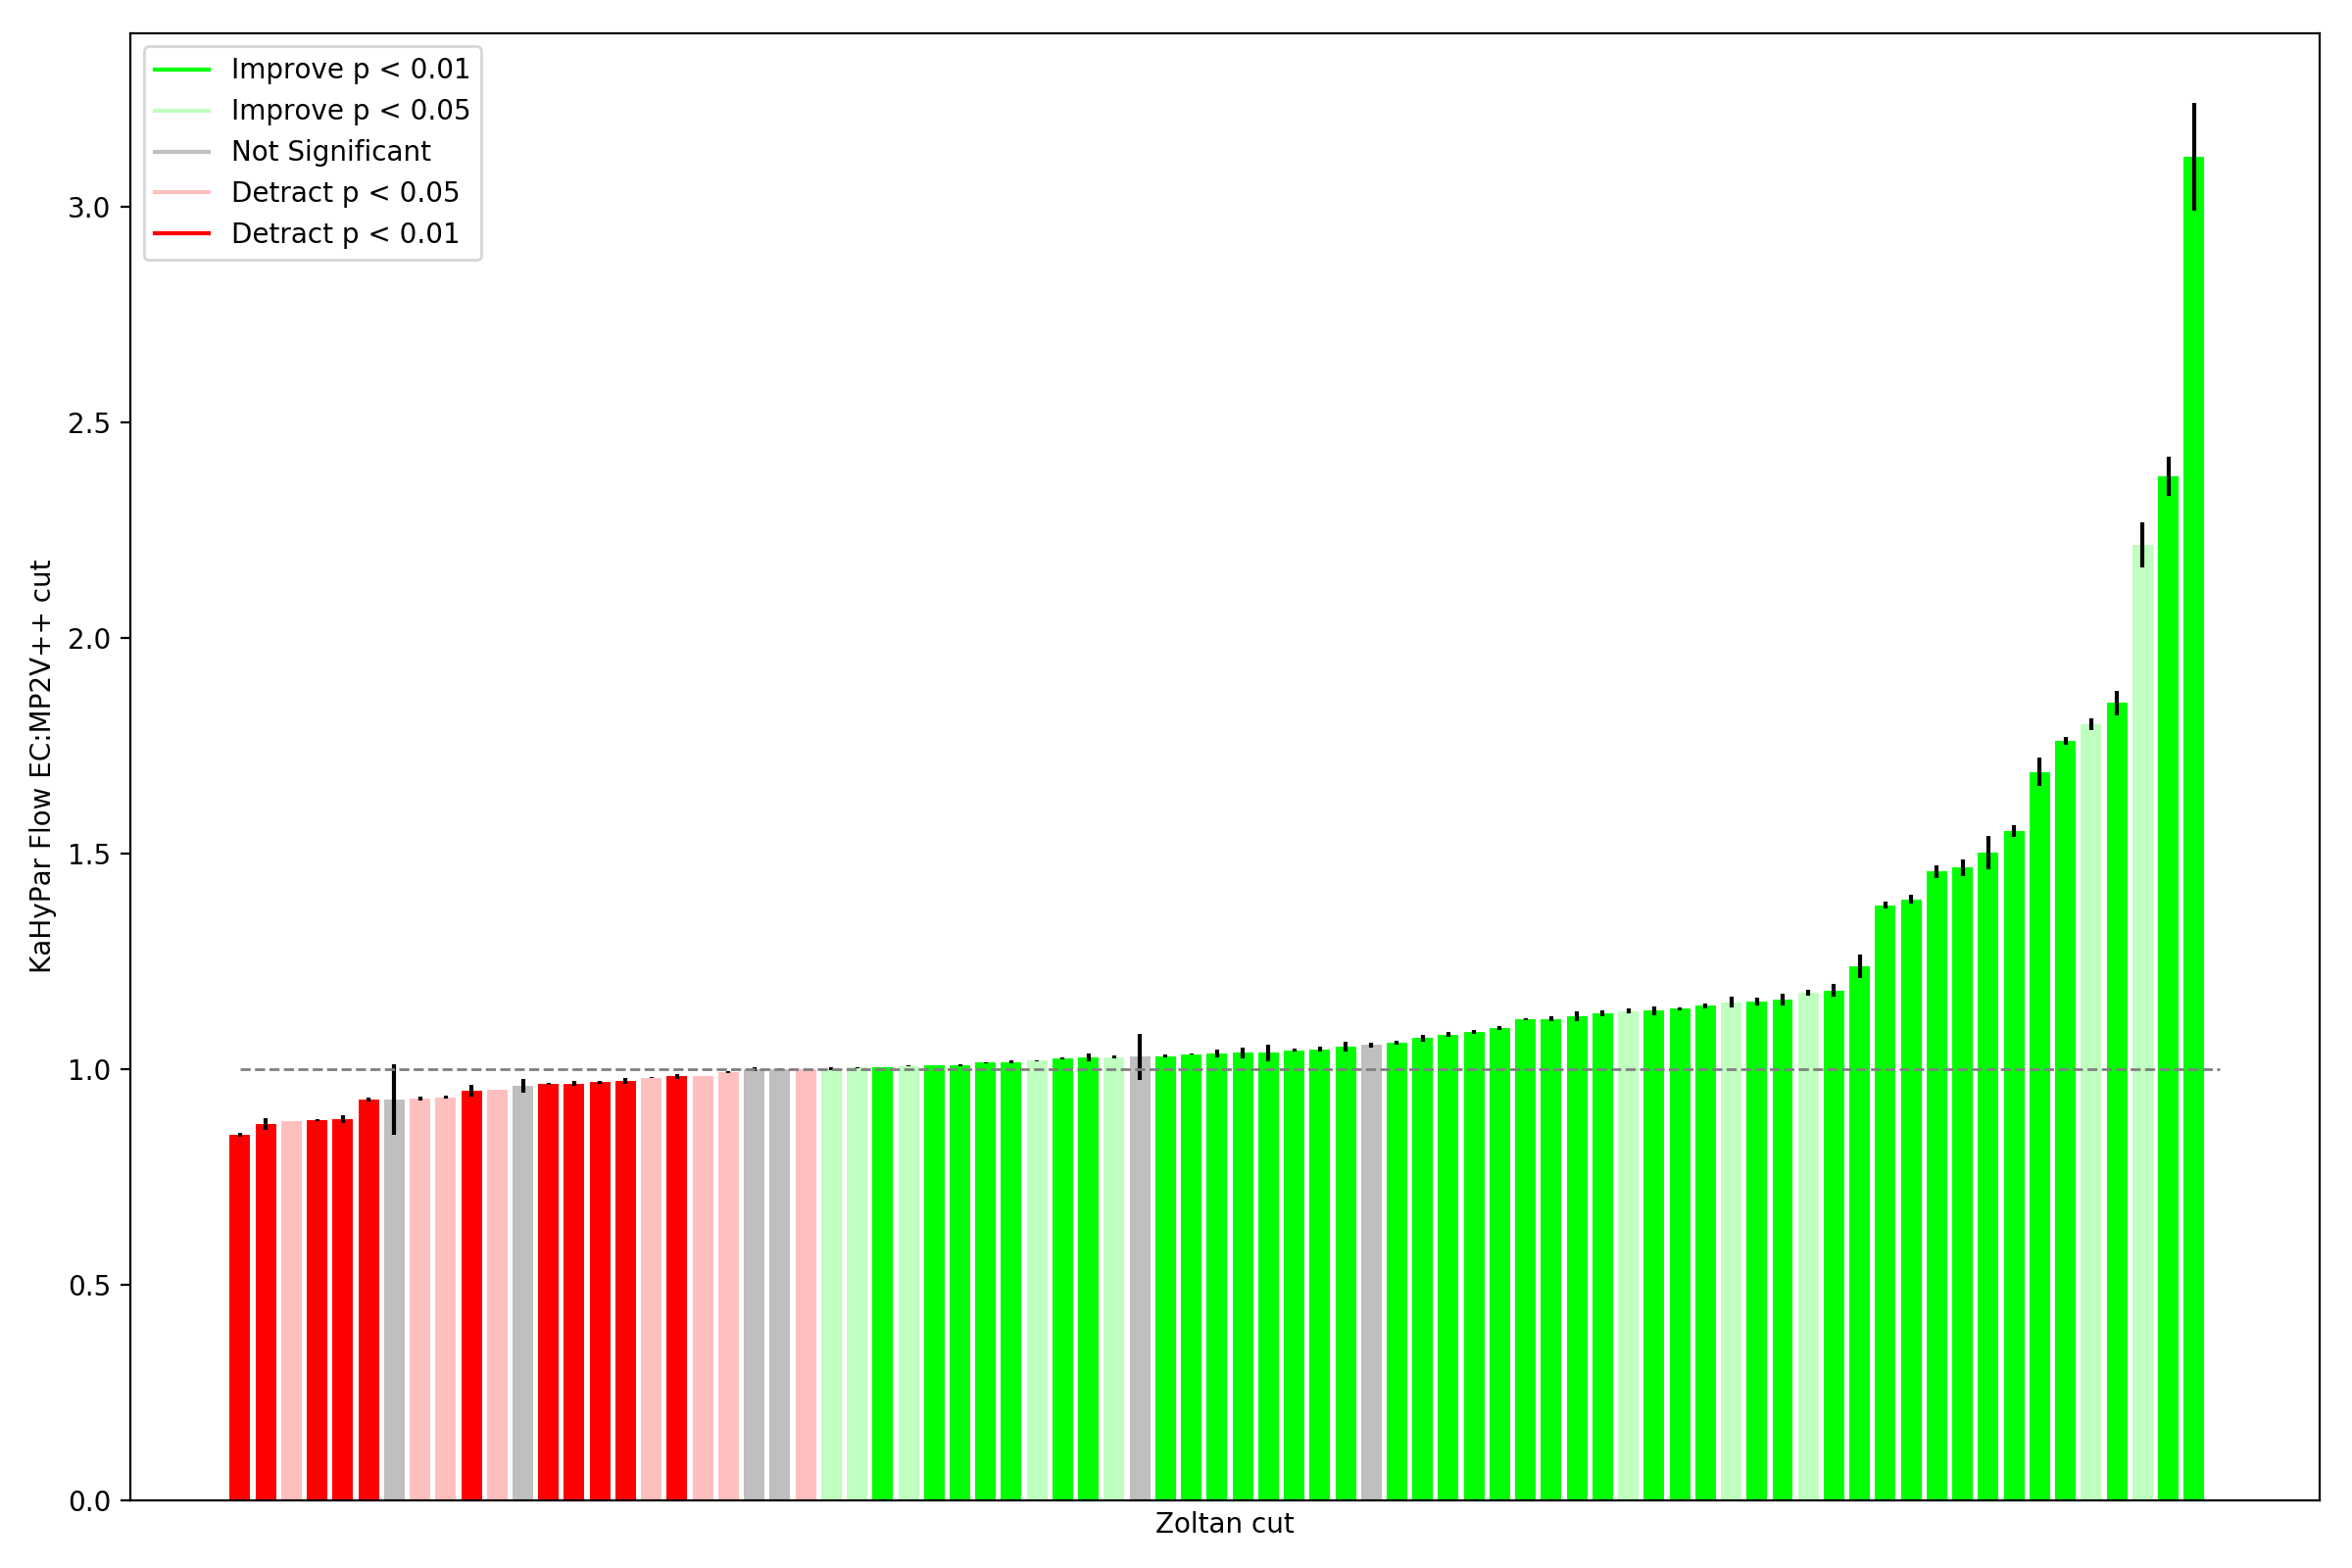 Improve p < 0.01
Improve p < 0.05
Not Significant
Detract p < 0.05
Detract p < 0.01
3.0
2.5
2.0
1.5
1.0
0.5
0.0
KaHyPar Flow EC:MP2V++ cut
Zoltan cut